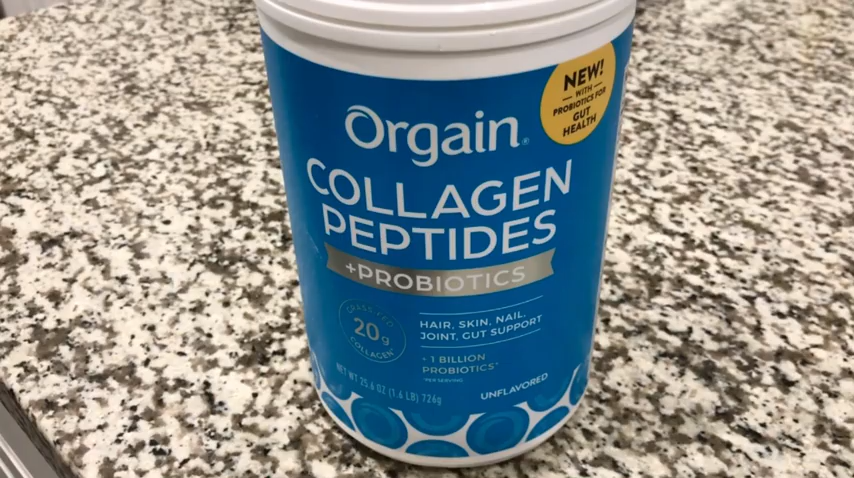 Orgain®
NEW!
WITH
PROBIOTICS FOR
GUT
HEALTH
COLLAGEN
PEPTIDES
+PROBIOTICS
GRASS-FED
20g
COLLAGEN
HAIR, SKIN, NAIL,
JOINT, GUT SUPPORT
+ 1 BILLION
PROBIOTICS*
*PER SERVING
NET WT 25.6 OZ (1.6 LB) 726g
UNFLAVORED